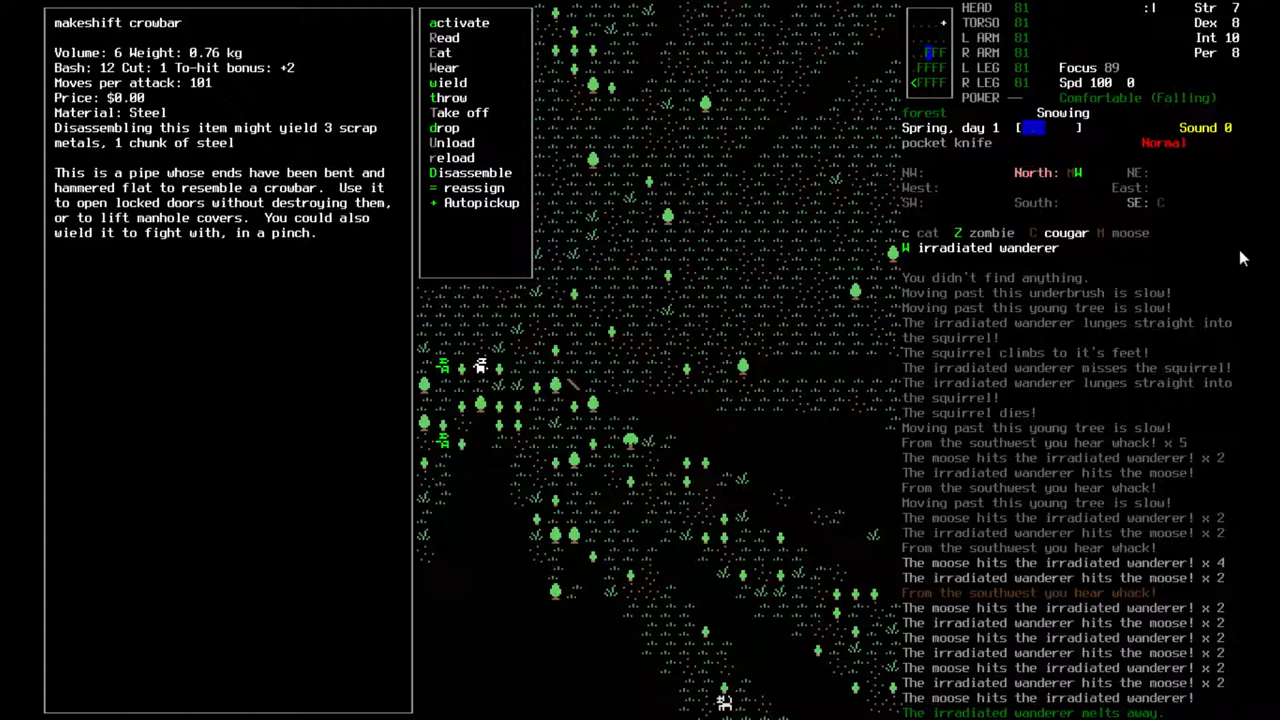 makeshift crowbar
Volume: 6 Weight: 0.76 kg
Bash: 12 Cut: 1 To-hit bonus: +2
Moves per attack: 101
Price: $0.00
Material: Steel
Disassembling this item might yield 3 scrap
metals, 1 chunk of steel
This is a pipe whose ends have been bent and
hammered flat to resemble a crowbar. Use it
to open locked doors without destroying them,
or to lift manhole covers. You could also
wield it to fight with, in a pinch.
activate
Read
Eat
Wear
wield
throw
Take off
drop
Unload
reload
Disassemble
= reassign
+ Autopickup
HEAD 81 :| Str 7
TORSO 81 Dex 8
L ARM 81 Int 10
R ARM 81 Per 8
L LEG 81 Focus 89
R LEG 81 Spd 100 0
POWER — Comfortable (Falling)
forest Snowing
Spring, day 1 [ ] Sound 0
pocket knife Normal
NW: North: MW NE:
West: East:
SW: South: SE: C
c cat Z zombie C cougar M moose
W irradiated wanderer
You didn't find anything.
Moving past this underbrush is slow!
Moving past this young tree is slow!
The irradiated wanderer lunges straight into
the squirrel!
The squirrel climbs to it's feet!
The irradiated wanderer misses the squirrel!
The irradiated wanderer lunges straight into
the squirrel!
The squirrel dies!
Moving past this young tree is slow!
From the southwest you hear whack! x 5
The moose hits the irradiated wanderer! x 2
The irradiated wanderer hits the moose!
From the southwest you hear whack!
Moving past this young tree is slow!
The moose hits the irradiated wanderer! x 2
The moose hits the irradiated wanderer! x 2
From the southwest you hear whack!
The moose hits the irradiated wanderer! x 4
The irradiated wanderer hits the moose! x 2
From the southwest you hear whack!
The moose hits the irradiated wanderer! x 2
The irradiated wanderer hits the moose! x 2
The moose hits the irradiated wanderer! x 2
The irradiated wanderer hits the moose! x 2
The moose hits the irradiated wanderer! x 2
The irradiated wanderer hits the moose! x 2
The moose hits the irradiated wanderer!
The irradiated wanderer melts away.